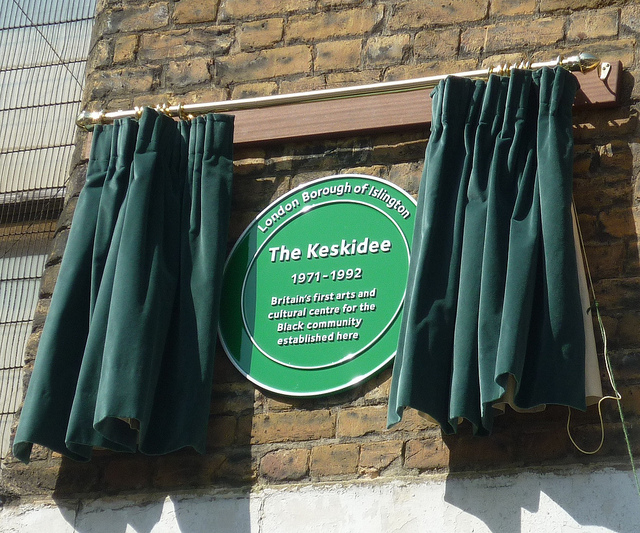 London Borough of Islington
The Keskidee
1971-1992
Britain's first arts and
cultural centre for the
Black community
established here